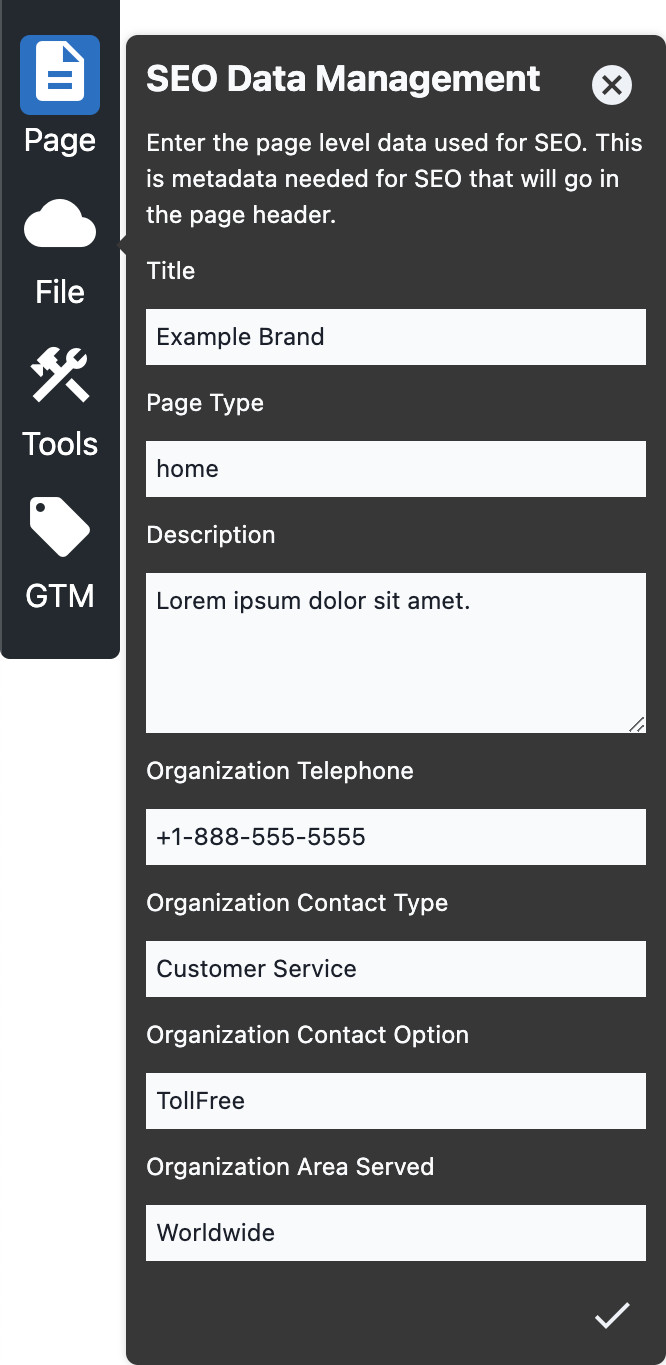 Page
File
Tools
GTM
SEO Data Management
Enter the page level data used for SEO. This
is metadata needed for SEO that will go in
the page header.
Title
Example Brand
Page Type
home
Description
Lorem ipsum dolor sit amet.
Organization Telephone
+1-888-555-5555
Organization Contact Type
Customer Service
Organization Contact Option
TollFree
Organization Area Served
Worldwide